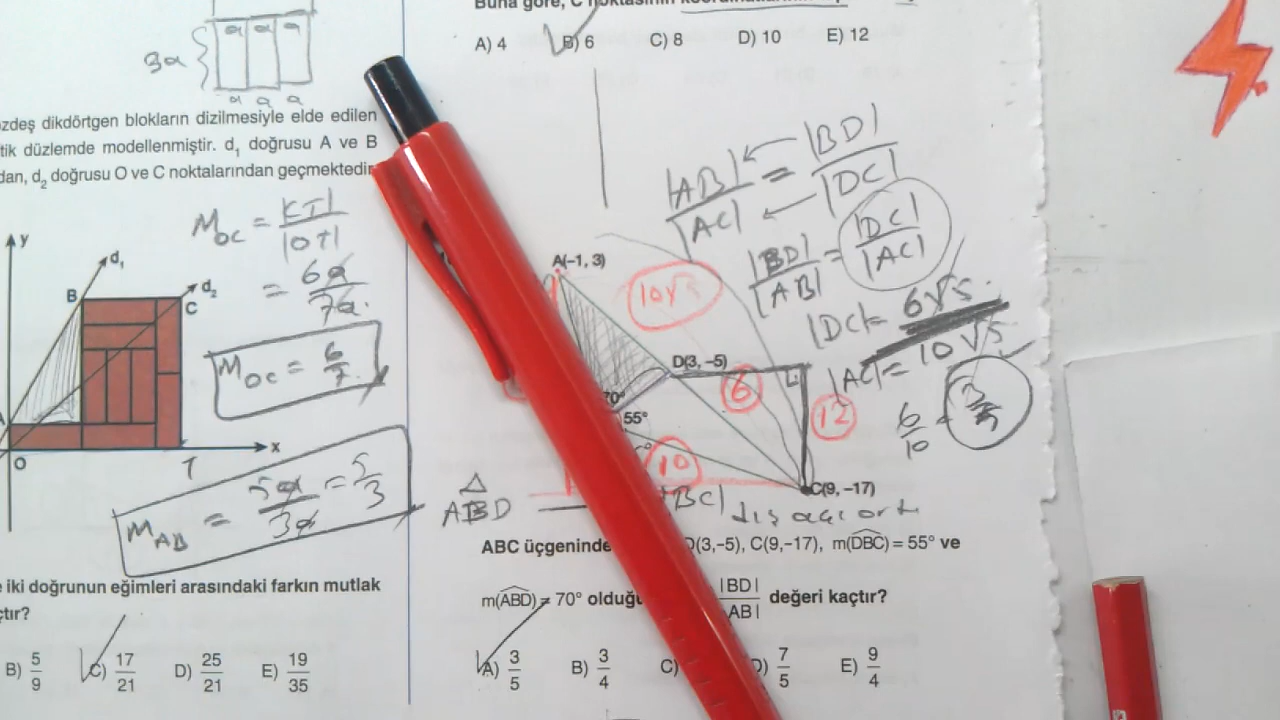 3a
a a a
a a a
zdeş dikdörtgen blokların dizilmesiyle elde edilen
tik düzlemde modellenmiştir. d₁ doğrusu A ve B
dan, d₂ doğrusu O ve C noktalarından geçmektedir.
y
d₁
B
d₂
C
O
T
x
M_OC = |CT| / |OT|
= 6a / 7a
M_OC = 6/7
M_AB = 5a/3a = 5/3
iki doğrunun eğimleri arasındaki farkın mutlak
çtır?
B) 5/9 C) 17/21 D) 25/21 E) 19/35
Buna göre, C noktasının
A) 4 B) 6 C) 8 D) 10 E) 12
|AB| / |AC| = |BD| / |DC|
|BD| / |AB| = |DC| / |AC|
|DC| = 6√5
|AC| = 10√5
6/10 = 3/5
A(-1, 3)
10√5
D(3, -5)
6
70°
55°
12
10
C(9, -17)
ABD
|BC| dış açıort
ABC üçgeninde D(3,-5), C(9,-17), m(DBC) = 55° ve
m(ABD) = 70° olduğu |BD| / |AB| değeri kaçtır?
A) 3/5 B) 3/4 C) D) 7/5 E) 9/4